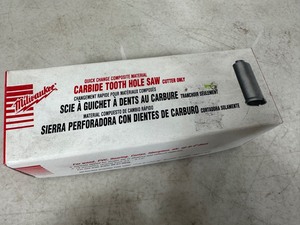 Milwaukee
QUICK CHANGE COMPOSITE MATERIAL
CARBIDE TOOTH HOLE SAW CUTTER ONLY
CHANGEMENT RAPIDE POUR MATÉRIAUX COMPOSÉS
SCIE À GUICHET À DENTS AU CARBURE TRANCHOIR SEULEMENT
MATERIAL COMPUESTO DE CAMBIO RÁPIDO
SIERRA PERFORADORA CON DIENTES DE CARBURO CORTADORA SOLAMENTE